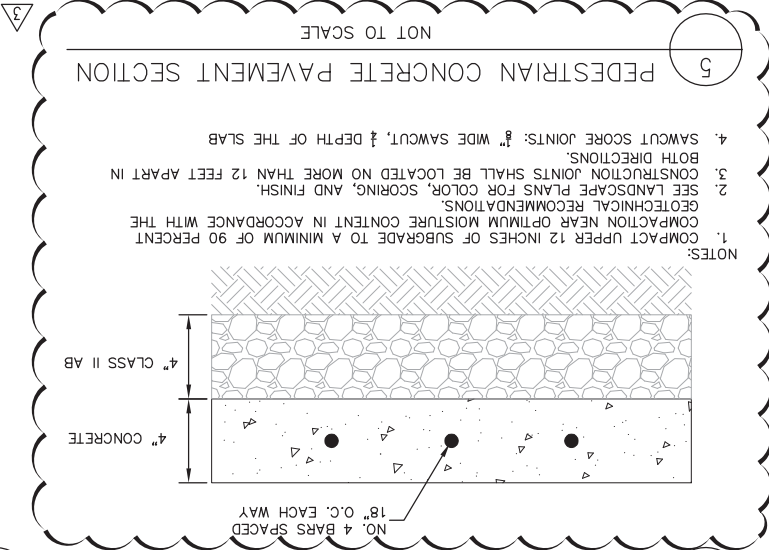 NO. 4 BARS SPACED
18" O.C. EACH WAY
4" CONCRETE
4" CLASS II AB
NOTES:
1. COMPACT UPPER 12 INCHES OF SUBGRADE TO A MINIMUM OF 90 PERCENT
COMPACTION NEAR OPTIMUM MOISTURE CONTENT IN ACCORDANCE WITH THE
GEOTECHNICAL RECOMMENDATIONS.
2. SEE LANDSCAPE PLANS FOR COLOR, SCORING, AND FINISH.
3. CONSTRUCTION JOINTS SHALL BE LOCATED NO MORE THAN 12 FEET APART IN
BOTH DIRECTIONS.
4. SAWCUT SCORE JOINTS: ⅛" WIDE SAWCUT, ¼ DEPTH OF THE SLAB
5
PEDESTRIAN CONCRETE PAVEMENT SECTION
NOT TO SCALE
3